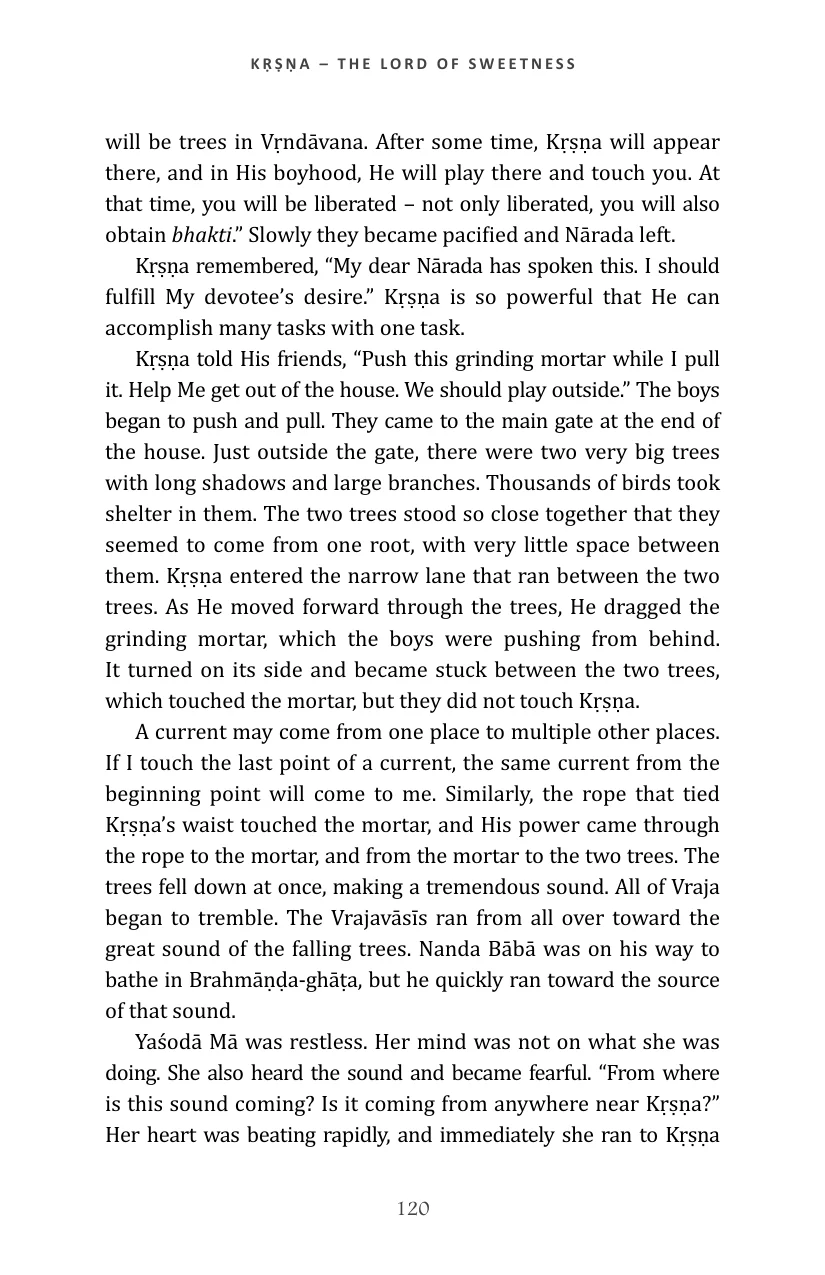 KṚṢṆA – THE LORD OF SWEETNESS
will be trees in Vṛndāvana. After some time, Kṛṣṇa will appear
there, and in His boyhood, He will play there and touch you. At
that time, you will be liberated – not only liberated, you will also
obtain bhakti.” Slowly they became pacified and Nārada left.
Kṛṣṇa remembered, “My dear Nārada has spoken this. I should
fulfill My devotee’s desire.” Kṛṣṇa is so powerful that He can
accomplish many tasks with one task.
Kṛṣṇa told His friends, “Push this grinding mortar while I pull
it. Help Me get out of the house. We should play outside.” The boys
began to push and pull. They came to the main gate at the end of
the house. Just outside the gate, there were two very big trees
with long shadows and large branches. Thousands of birds took
shelter in them. The two trees stood so close together that they
seemed to come from one root, with very little space between
them. Kṛṣṇa entered the narrow lane that ran between the two
trees. As He moved forward through the trees, He dragged the
grinding mortar, which the boys were pushing from behind.
It turned on its side and became stuck between the two trees,
which touched the mortar, but they did not touch Kṛṣṇa.
A current may come from one place to multiple other places.
If I touch the last point of a current, the same current from the
beginning point will come to me. Similarly, the rope that tied
Kṛṣṇa’s waist touched the mortar, and His power came through
the rope to the mortar, and from the mortar to the two trees. The
trees fell down at once, making a tremendous sound. All of Vraja
began to tremble. The Vrajavāsīs ran from all over toward the
great sound of the falling trees. Nanda Bābā was on his way to
bathe in Brahmāṇḍa-ghāṭa, but he quickly ran toward the source
of that sound.
Yaśodā Mā was restless. Her mind was not on what she was
doing. She also heard the sound and became fearful. “From where
is this sound coming? Is it coming from anywhere near Kṛṣṇa?”
Her heart was beating rapidly, and immediately she ran to Kṛṣṇa
120